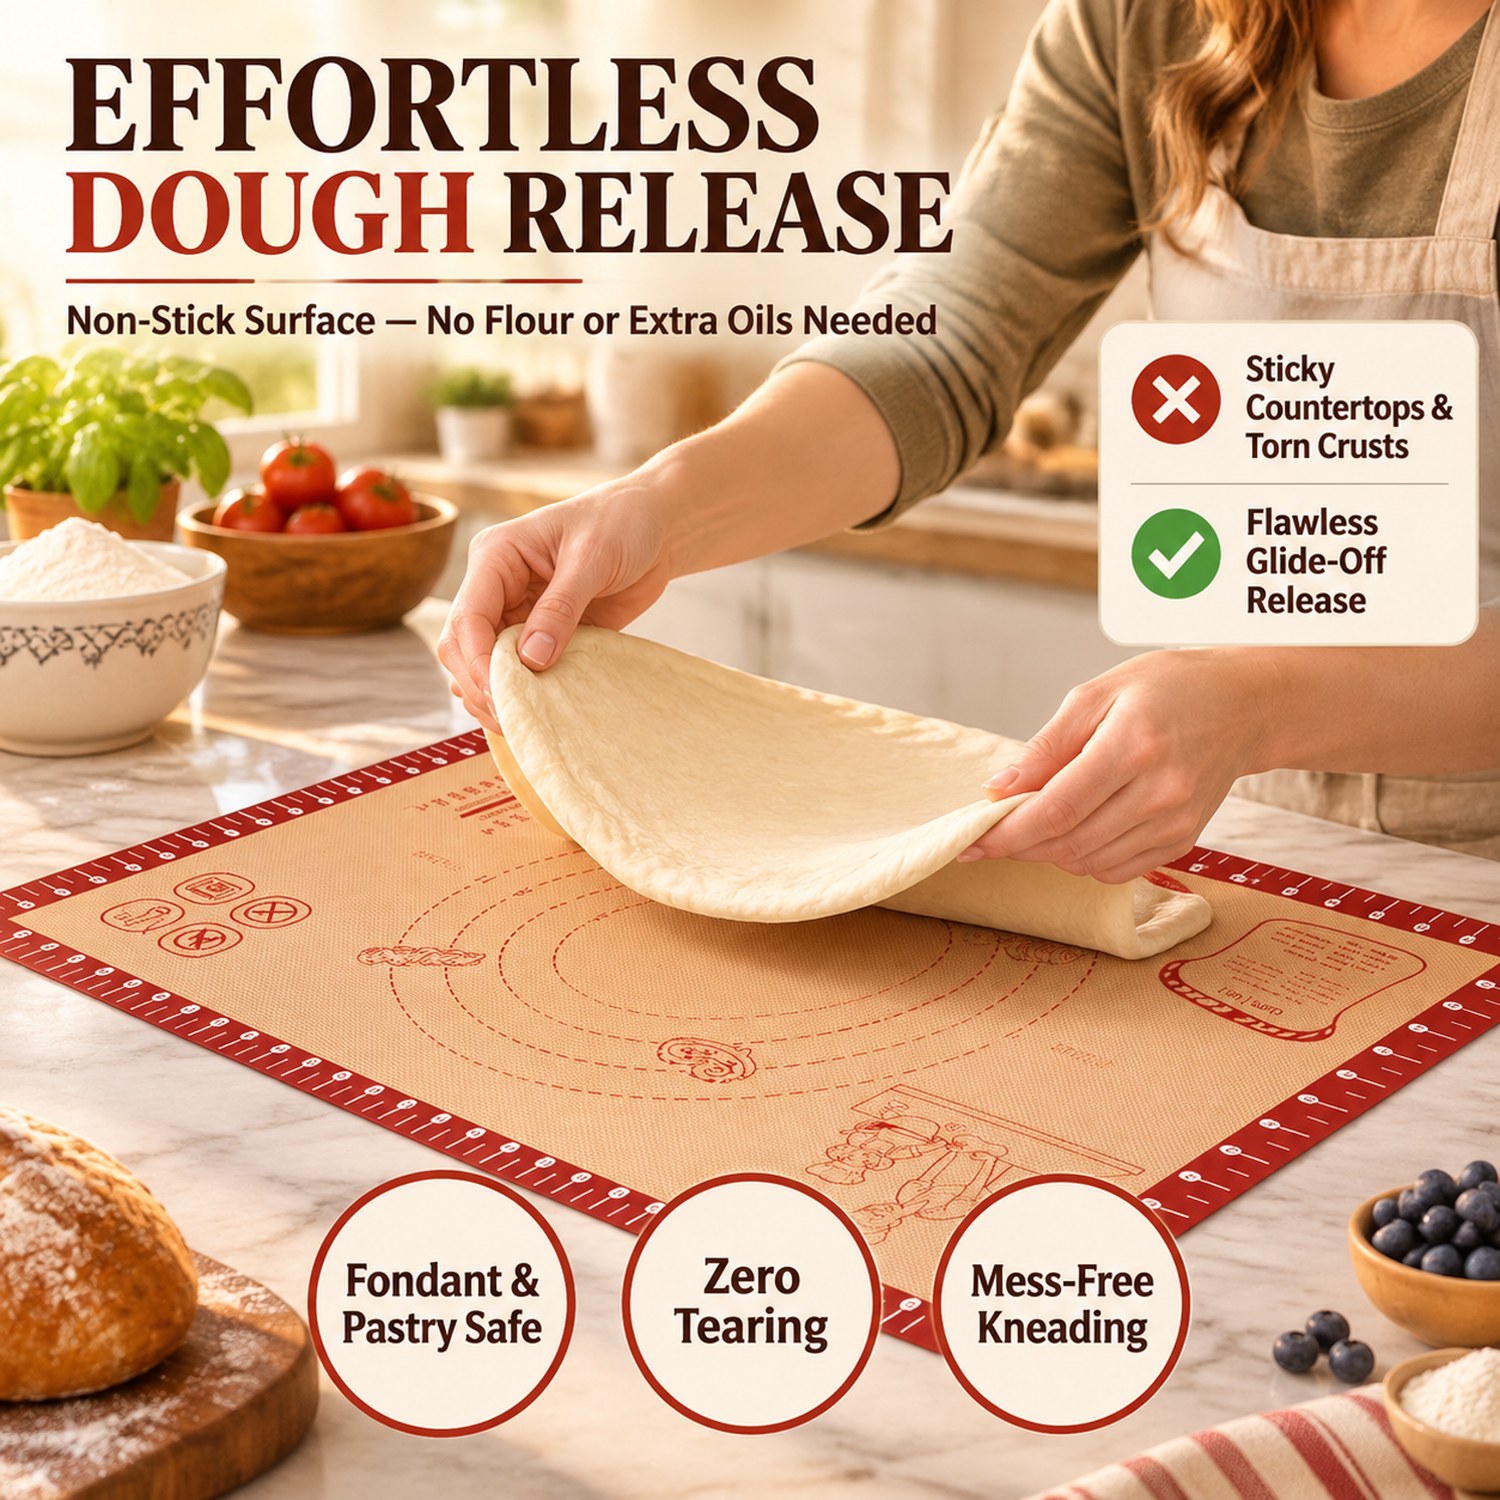 EFFORTLESS
DOUGH RELEASE
Non-Stick Surface — No Flour or Extra Oils Needed
Sticky
Countertops &
Torn Crusts
Flawless
Glide-Off
Release
Fondant &
Pastry Safe
Zero
Tearing
Mess-Free
Kneading